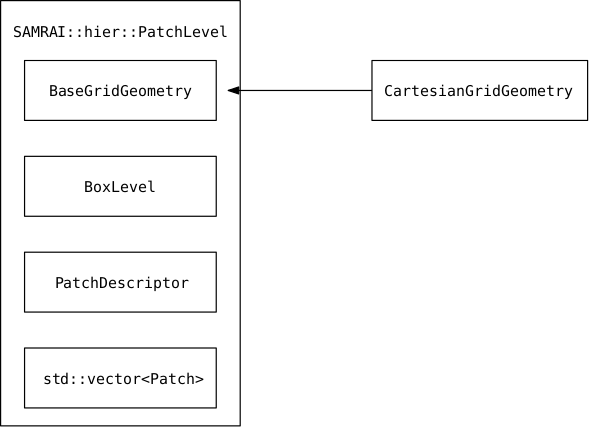 SAMRAI::hier::PatchLevel
BaseGridGeometry
CartesianGridGeometry
BoxLevel
PatchDescriptor
std::vector<Patch>